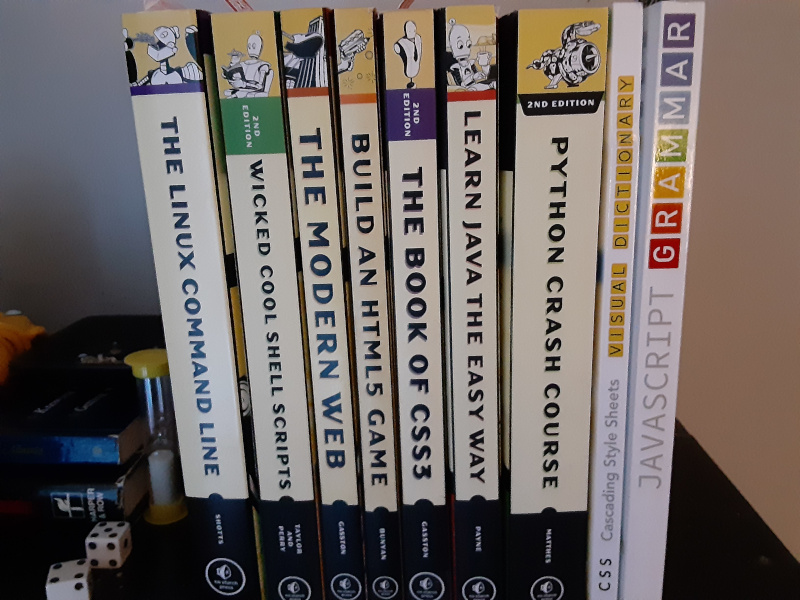 THE LINUX COMMAND LINE
SHOTTS
2ND
EDITION
WICKED COOL SHELL SCRIPTS
TAYLOR
AND
PERRY
THE MODERN WEB
GASSTON
BUILD AN HTML5 GAME
BUNYAN
2ND
EDITION
THE BOOK OF CSS3
GASSTON
LEARN JAVA THE EASY WAY
PAYNE
2ND EDITION
PYTHON CRASH COURSE
MATTHES
CSS Cascading Style Sheets VISUAL DICTIONARY
JAVASCRIPT GRAMMAR